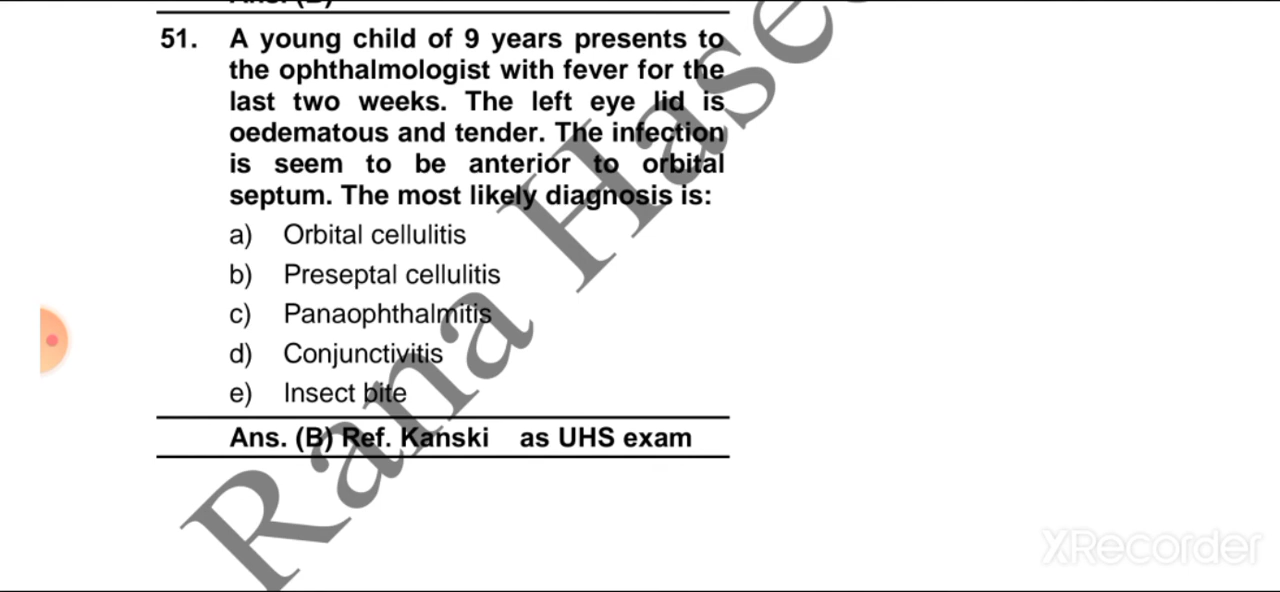 51. A young child of 9 years presents to
the ophthalmologist with fever for the
last two weeks. The left eye lid is
oedematous and tender. The infection
is seem to be anterior to orbital
septum. The most likely diagnosis is:
a) Orbital cellulitis
b) Preseptal cellulitis
c) Panaophthalmitis
d) Conjunctivitis
e) Insect bite
Ans. (B) Ref. Kanski as UHS exam
Rana Hase
XRecorder